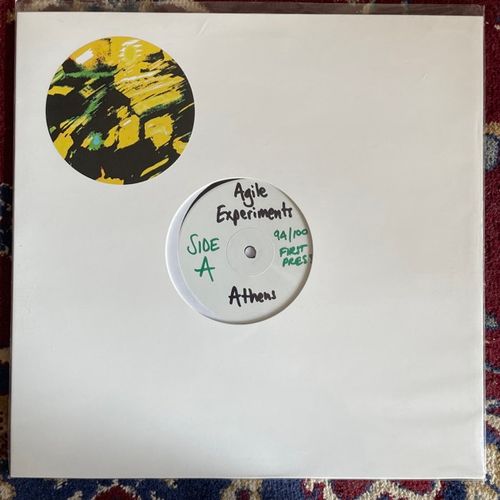 Agile
Experiments
SIDE
A
94/100
FIRST
PRESS
Athens